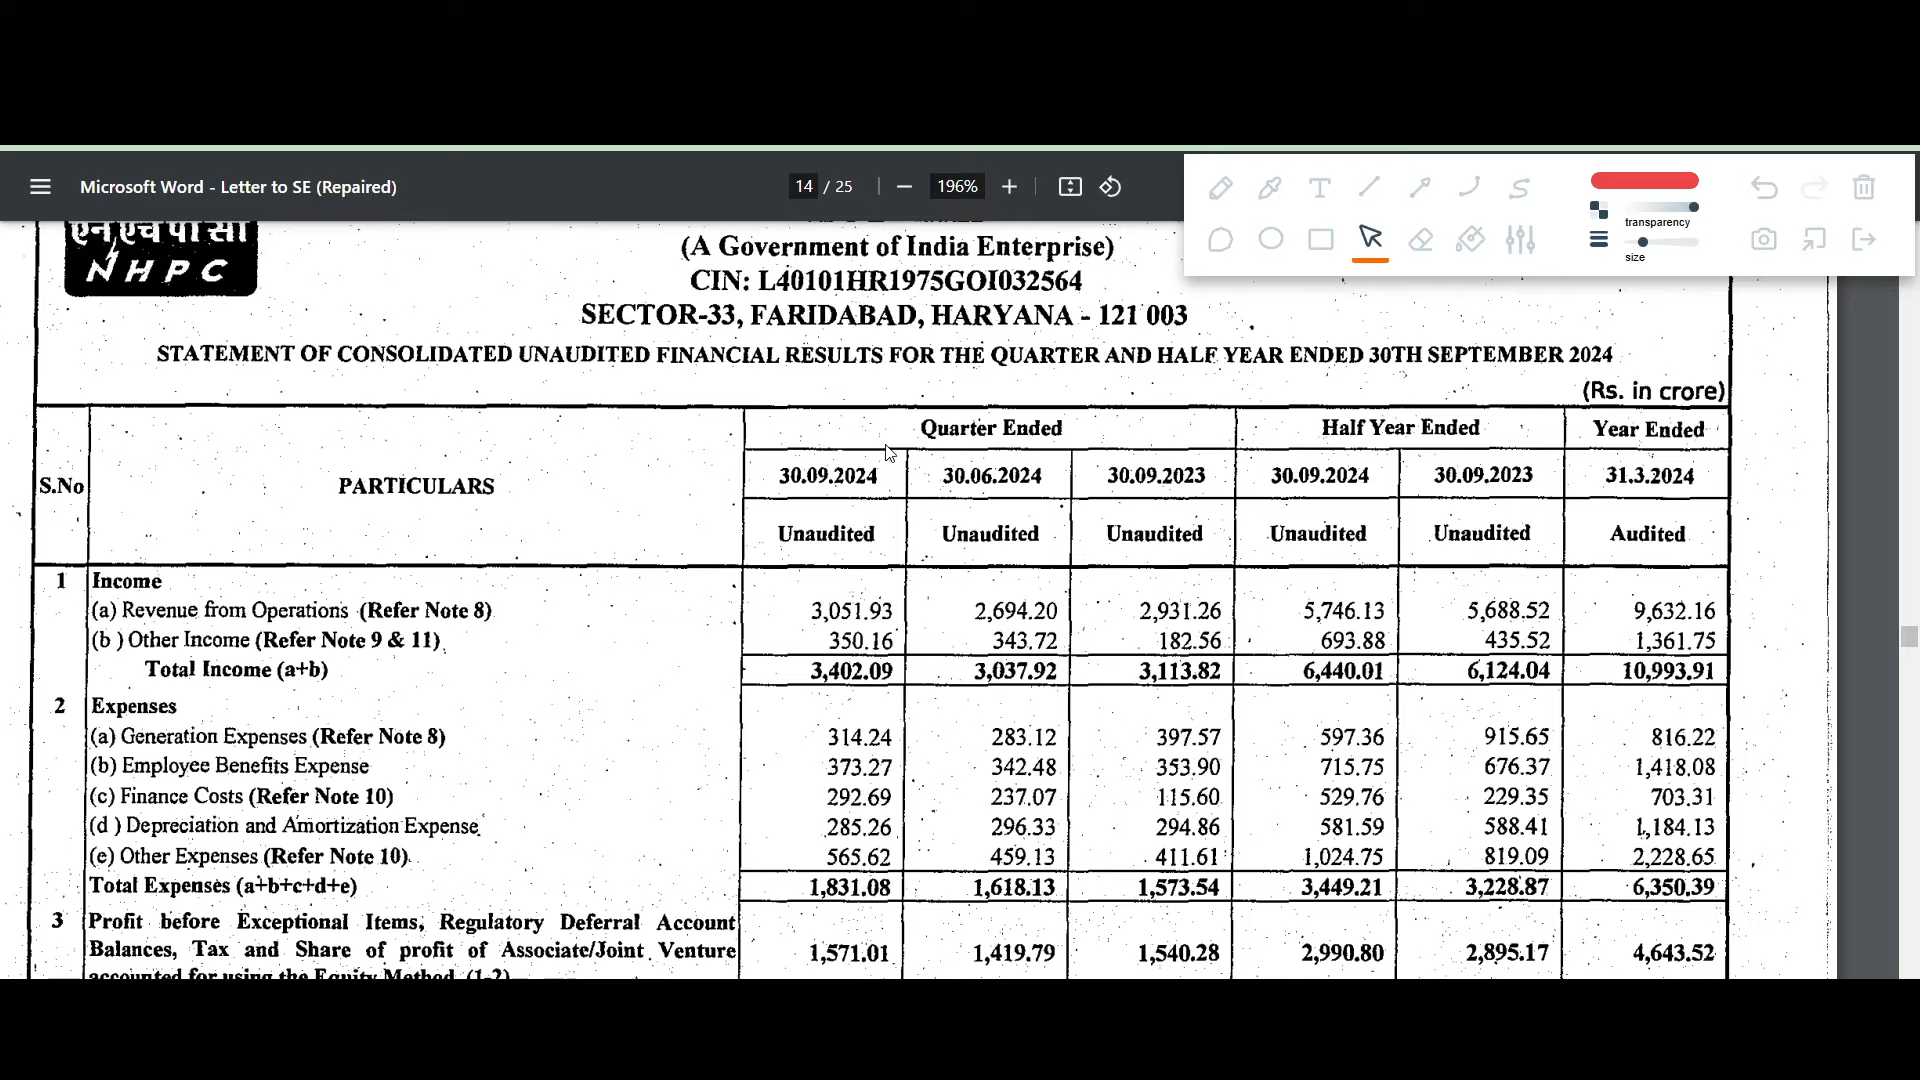 Microsoft Word - Letter to SE (Repaired)
14 / 25
196%
transparency
size
एनएचपीसी
NHPC
(A Government of India Enterprise)
CIN: L40101HR1975GOI032564
SECTOR-33, FARIDABAD, HARYANA - 121 003
STATEMENT OF CONSOLIDATED UNAUDITED FINANCIAL RESULTS FOR THE QUARTER AND HALF YEAR ENDED 30TH SEPTEMBER 2024
(Rs. in crore)
S.No PARTICULARS Quarter Ended Half Year Ended Year Ended
30.09.2024 30.06.2024 30.09.2023 30.09.2024 30.09.2023 31.3.2024
Unaudited Unaudited Unaudited Unaudited Unaudited Audited
1 Income
(a) Revenue from Operations (Refer Note 8) 3,051.93 2,694.20 2,931.26 5,746.13 5,688.52 9,632.16
(b ) Other Income (Refer Note 9 & 11) 350.16 343.72 182.56 693.88 435.52 1,361.75
Total Income (a+b) 3,402.09 3,037.92 3,113.82 6,440.01 6,124.04 10,993.91
2 Expenses
(a) Generation Expenses (Refer Note 8) 314.24 283.12 397.57 597.36 915.65 816.22
(b) Employee Benefits Expense 373.27 342.48 353.90 715.75 676.37 1,418.08
(c) Finance Costs (Refer Note 10) 292.69 237.07 115.60 529.76 229.35 703.31
(d ) Depreciation and Amortization Expense 285.26 296.33 294.86 581.59 588.41 1,184.13
(e) Other Expenses (Refer Note 10) 565.62 459.13 411.61 1,024.75 819.09 2,228.65
Total Expenses (a+b+c+d+e) 1,831.08 1,618.13 1,573.54 3,449.21 3,228.87 6,350.39
3 Profit before Exceptional Items, Regulatory Deferral Account
Balances, Tax and Share of profit of Associate/Joint Venture 1,571.01 1,419.79 1,540.28 2,990.80 2,895.17 4,643.52
accounted for using the Equity Method (1-2)